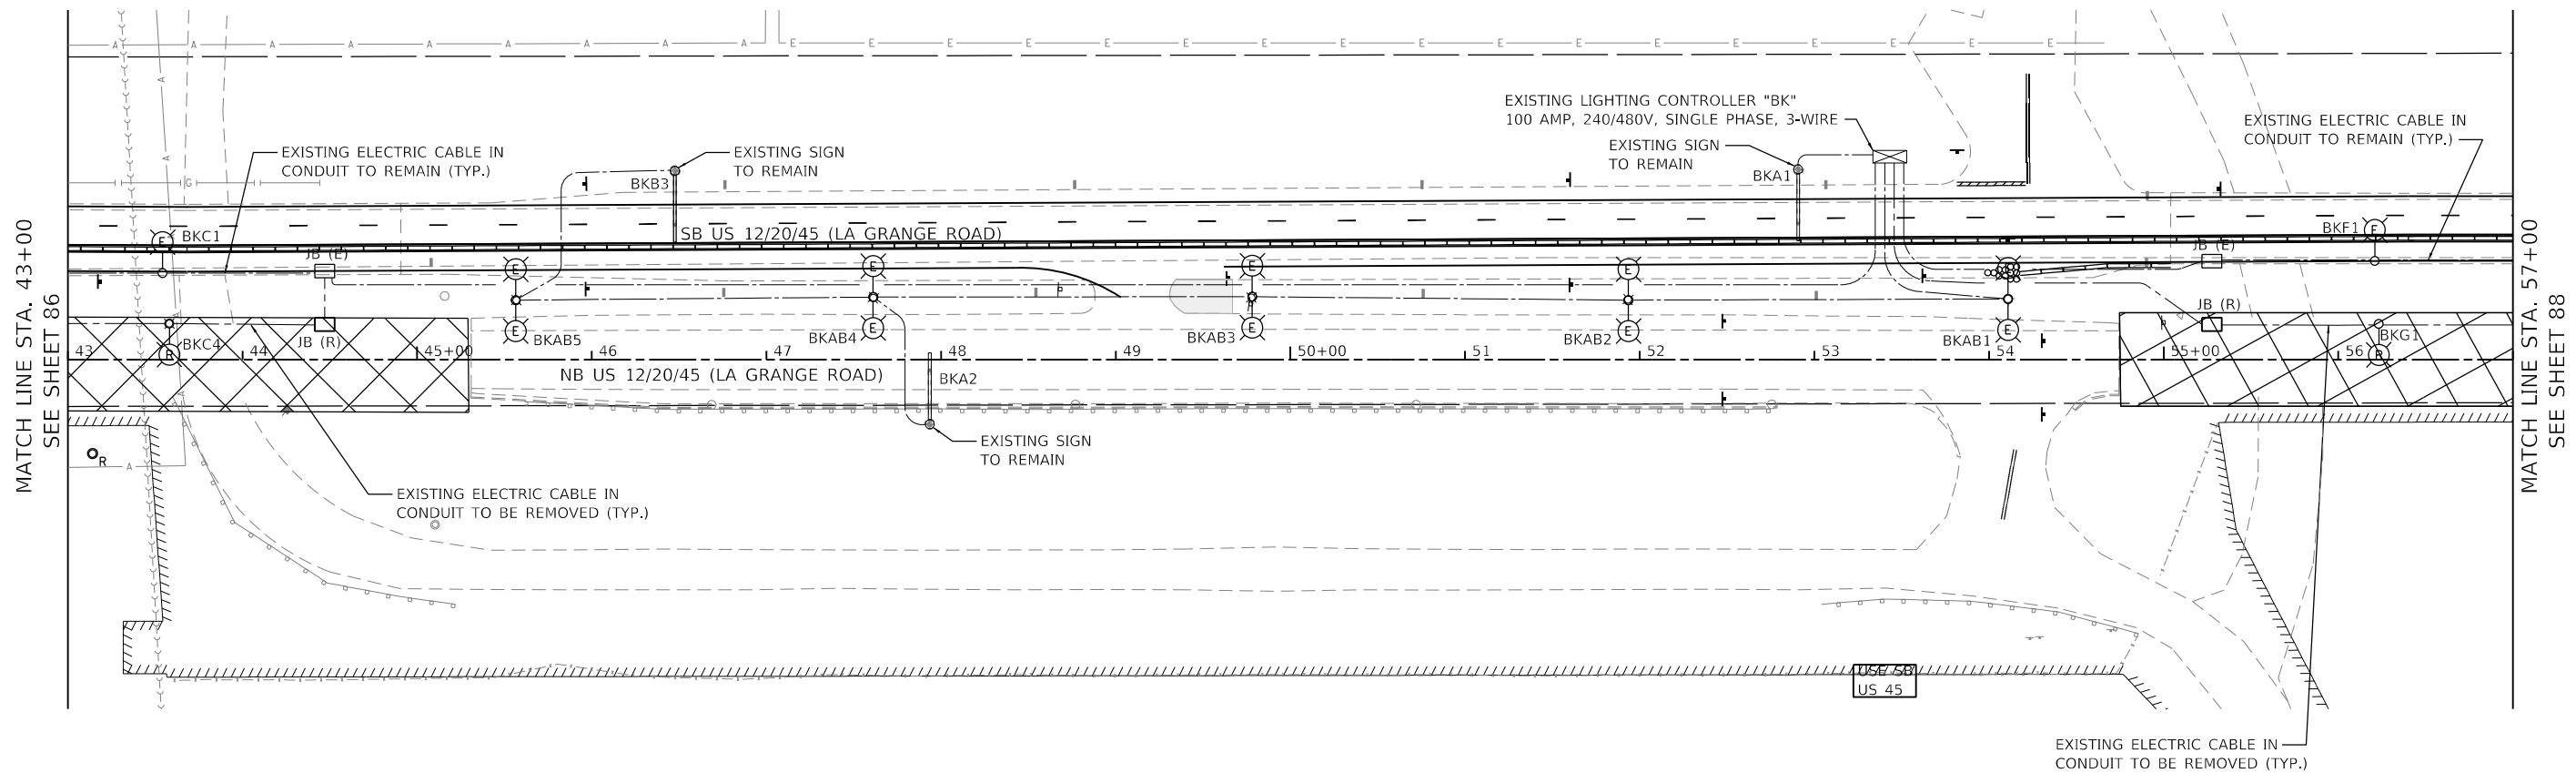 A A A A A A A A A E E E E E E E E E E E E E E E E E
EXISTING LIGHTING CONTROLLER "BK"
100 AMP, 240/480V, SINGLE PHASE, 3-WIRE
EXISTING ELECTRIC CABLE IN
CONDUIT TO REMAIN (TYP.)
EXISTING ELECTRIC CABLE IN
CONDUIT TO REMAIN (TYP.)
EXISTING SIGN
TO REMAIN
EXISTING SIGN
TO REMAIN
A
A
G
BKB3
BKA1
MATCH LINE STA. 43+00
SEE SHEET 86
MATCH LINE STA. 57+00
SEE SHEET 88
E BKC1
SB US 12/20/45 (LA GRANGE ROAD)
BKF1 E
JB (E)
JB (E)
E E E E
JB (R)
JB (R)
BKC4 R
E BKAB5
BKAB4 E
BKAB3 E
BKAB2 E
BKAB1 E
BKG1 R
43 44 45+00 46 47 48 49 50+00 51 52 53 54 55+00 56
NB US 12/20/45 (LA GRANGE ROAD)
BKA2
EXISTING SIGN
TO REMAIN
R
A
EXISTING ELECTRIC CABLE IN
CONDUIT TO BE REMOVED (TYP.)
USE SB
US 45
EXISTING ELECTRIC CABLE IN
CONDUIT TO BE REMOVED (TYP.)